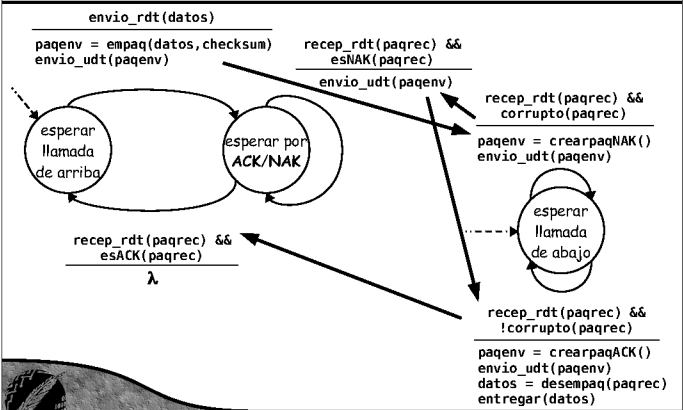 envio_rdt(datos)
paqenv = empaq(datos,checksum)
envio_udt(paqenv)
recep_rdt(paqrec) &&
esNAK(paqrec)
envio_udt(paqenv)
recep_rdt(paqrec) &&
corrupto(paqrec)
paqenv = crearpaqNAK()
envio_udt(paqenv)
esperar
llamada
de arriba
esperar por
ACK/NAK
esperar
llamada
de abajo
recep_rdt(paqrec) &&
esACK(paqrec)
λ
recep_rdt(paqrec) &&
!corrupto(paqrec)
paqenv = crearpaqACK()
envio_udt(paqenv)
datos = desempaq(paqrec)
entregar(datos)